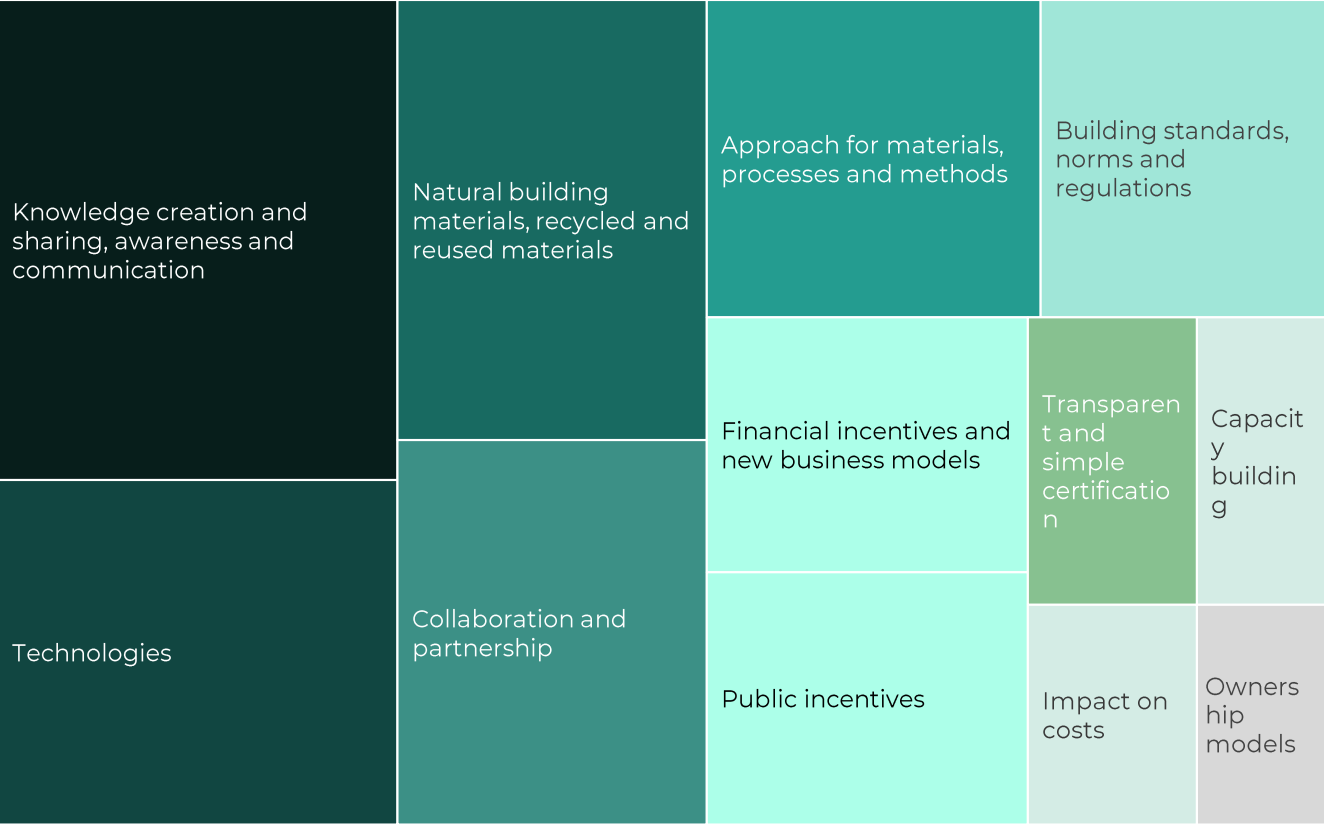 Knowledge creation and
sharing, awareness and
communication
Technologies
Natural building
materials, recycled and
reused materials
Collaboration and
partnership
Approach for materials,
processes and methods
Building standards,
norms and
regulations
Financial incentives and
new business models
Public incentives
Transparen
t and
simple
certificatio
n
Capacit
y
buildin
g
Impact on
costs
Owners
hip
models